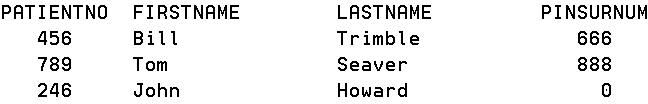 PATIENTNO FIRSTNAME LASTNAME PINSURNUM
456 Bill Trimble 666
789 Tom Seaver 888
246 John Howard 0